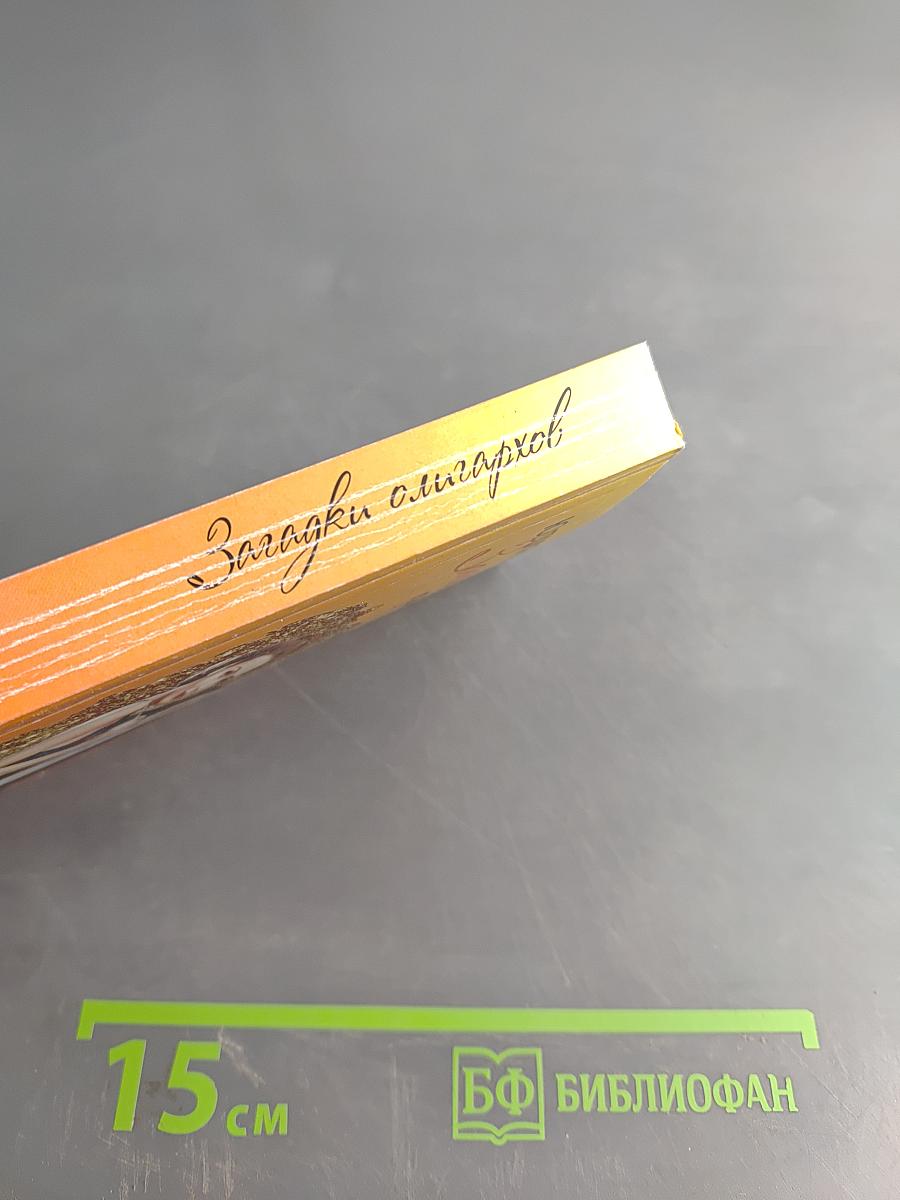 Загадки олигархов
15 см
БФ БИБЛИОФАН